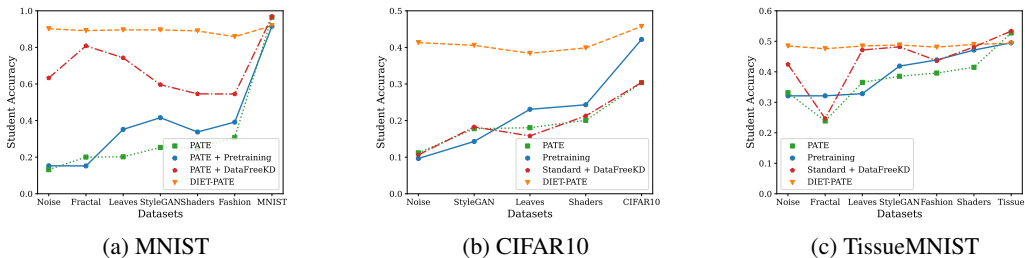 1.0
0.8
0.6
0.4
0.2
0.0
Student Accuracy
PATE
PATE + Pretraining
PATE + DataFreeKD
DIET-PATE
Noise Fractal Leaves StyleGAN Shaders Fashion MNIST
Datasets
(a) MNIST
0.5
0.4
0.3
0.2
0.1
0.0
Student Accuracy
PATE
Pretraining
Standard + DataFreeKD
DIET-PATE
Noise StyleGAN Leaves Shaders CIFAR10
Datasets
(b) CIFAR10
0.6
0.5
0.4
0.3
0.2
0.1
0.0
Student Accuracy
PATE
Pretraining
Standard + DataFreeKD
DIET-PATE
Noise Fractal Leaves StyleGAN Fashion Shaders Tissue
Datasets
(c) TissueMNIST